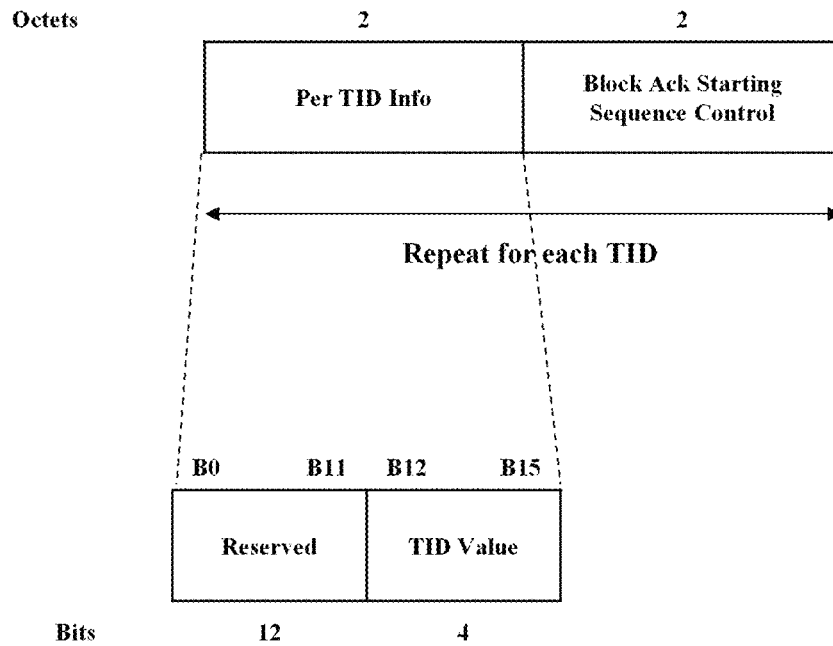 Octets 2 2
Per TID Info
Block Ack Starting
Sequence Control
Repeat for each TID
B0 B11 B12 B15
Reserved TID Value
Bits 12 4